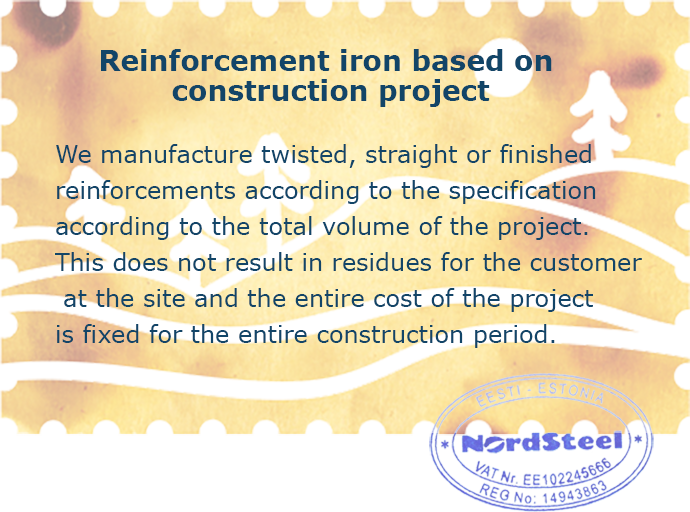 Reinforcement iron based on
construction project
We manufacture twisted, straight or finished
reinforcements according to the specification
according to the total volume of the project.
This does not result in residues for the customer
at the site and the entire cost of the project
is fixed for the entire construction period.
EESTI - ESTONIA
* NordSteel *
VAT Nr. EE102245666
REG No: 14943863